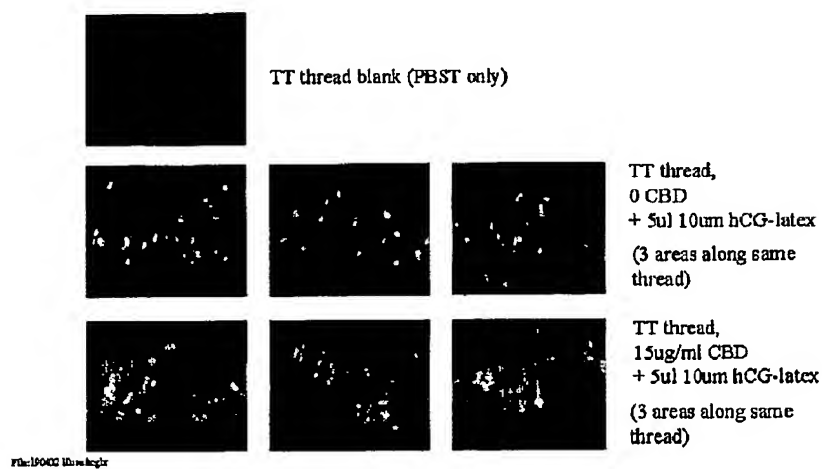 TT thread blank (PBST only)
TT thread,
0 CBD
+ 5ul 10um hCG-latex
(3 areas along same
thread)
TT thread,
15ug/ml CBD
+ 5ul 10um hCG-latex
(3 areas along same
thread)